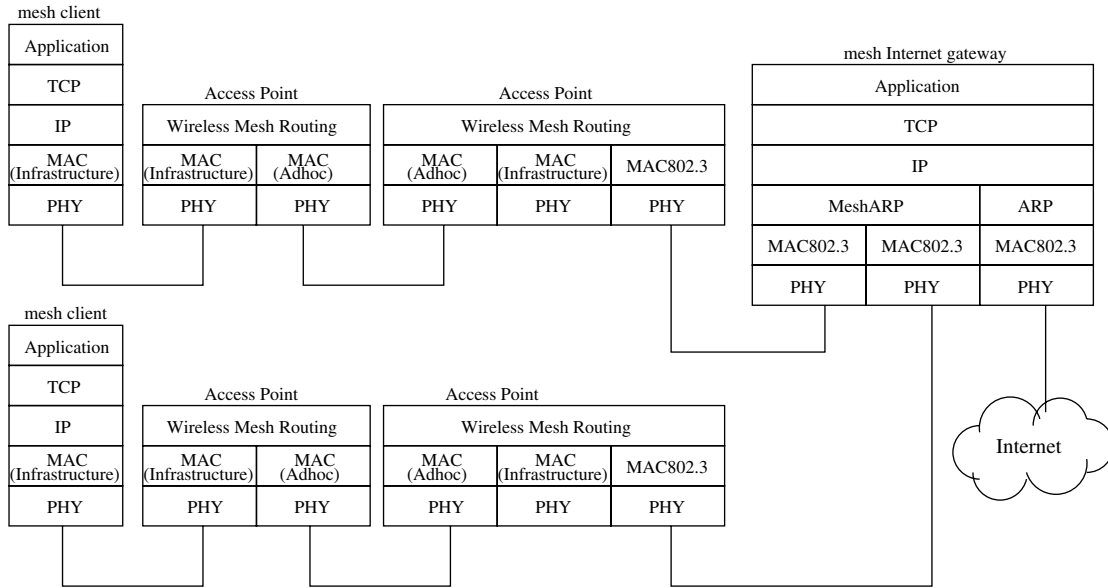 mesh client
Application
TCP
IP
MAC
(Infrastructure)
PHY
Access Point
Wireless Mesh Routing
MAC
(Infrastructure)
MAC
(Adhoc)
PHY
PHY
Access Point
Wireless Mesh Routing
MAC
(Adhoc)
MAC
(Infrastructure)
MAC802.3
PHY
PHY
PHY
mesh Internet gateway
Application
TCP
IP
MeshARP
ARP
MAC802.3
MAC802.3
MAC802.3
PHY
PHY
PHY
mesh client
Application
TCP
IP
MAC
(Infrastructure)
PHY
Access Point
Wireless Mesh Routing
MAC
(Infrastructure)
MAC
(Adhoc)
PHY
PHY
Access Point
Wireless Mesh Routing
MAC
(Adhoc)
MAC
(Infrastructure)
MAC802.3
PHY
PHY
PHY
Internet